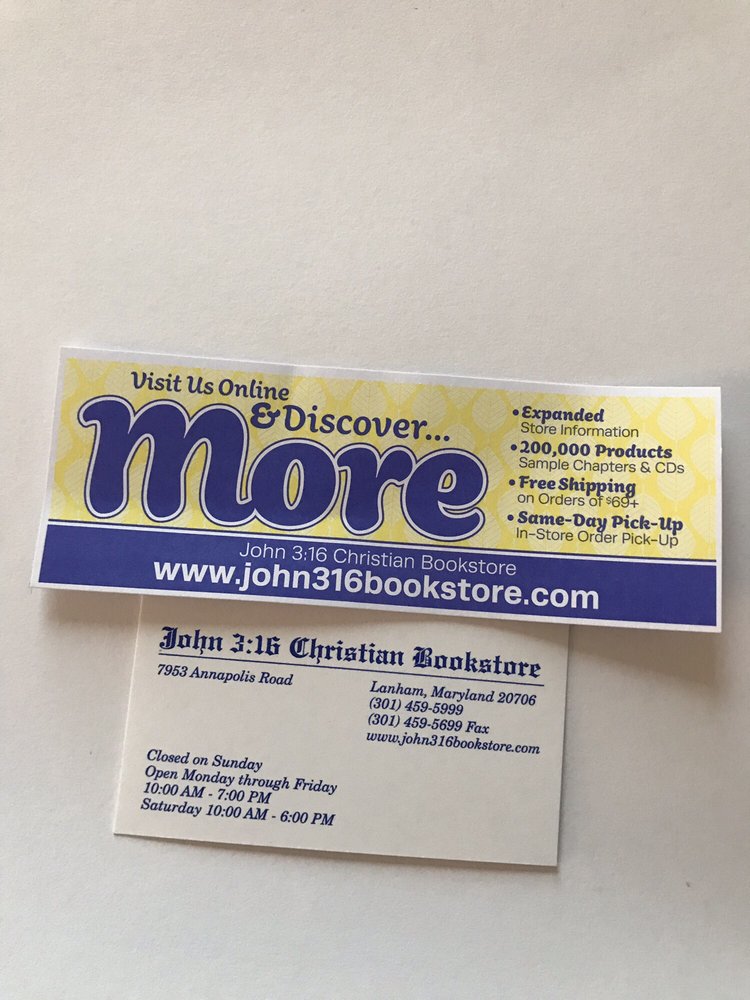 Visit Us Online
& Discover...
More
• Expanded
Store Information
• 200,000 Products
Sample Chapters & CDs
• Free Shipping
on Orders of $69+
• Same-Day Pick-Up
In-Store Order Pick-Up
John 3:16 Christian Bookstore
www.john316bookstore.com
John 3:16 Christian Bookstore
7953 Annapolis Road
Lanham, Maryland 20706
(301) 459-5999
(301) 459-5699 Fax
www.john316bookstore.com
Closed on Sunday
Open Monday through Friday
10:00 AM - 7:00 PM
Saturday 10:00 AM - 6:00 PM